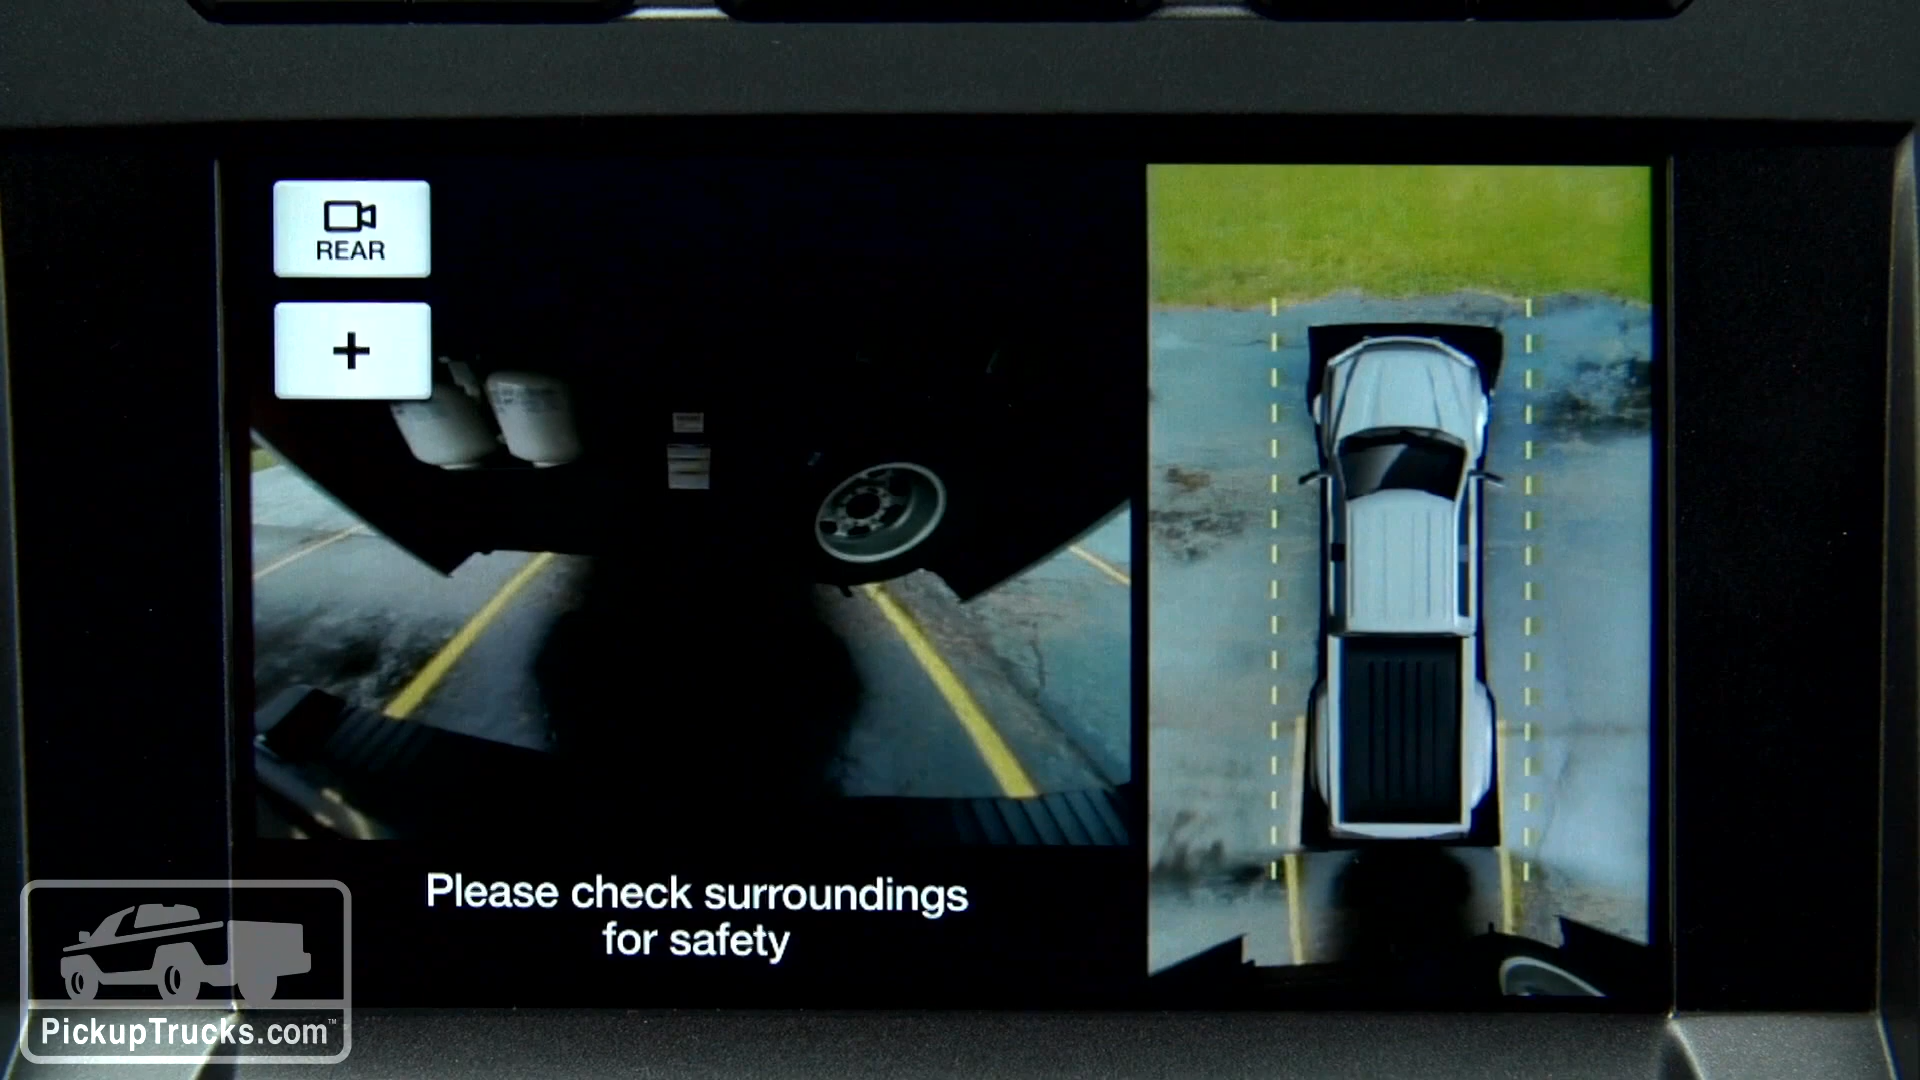 REAR
+
Please check surroundings
for safety
PickupTrucks.com™